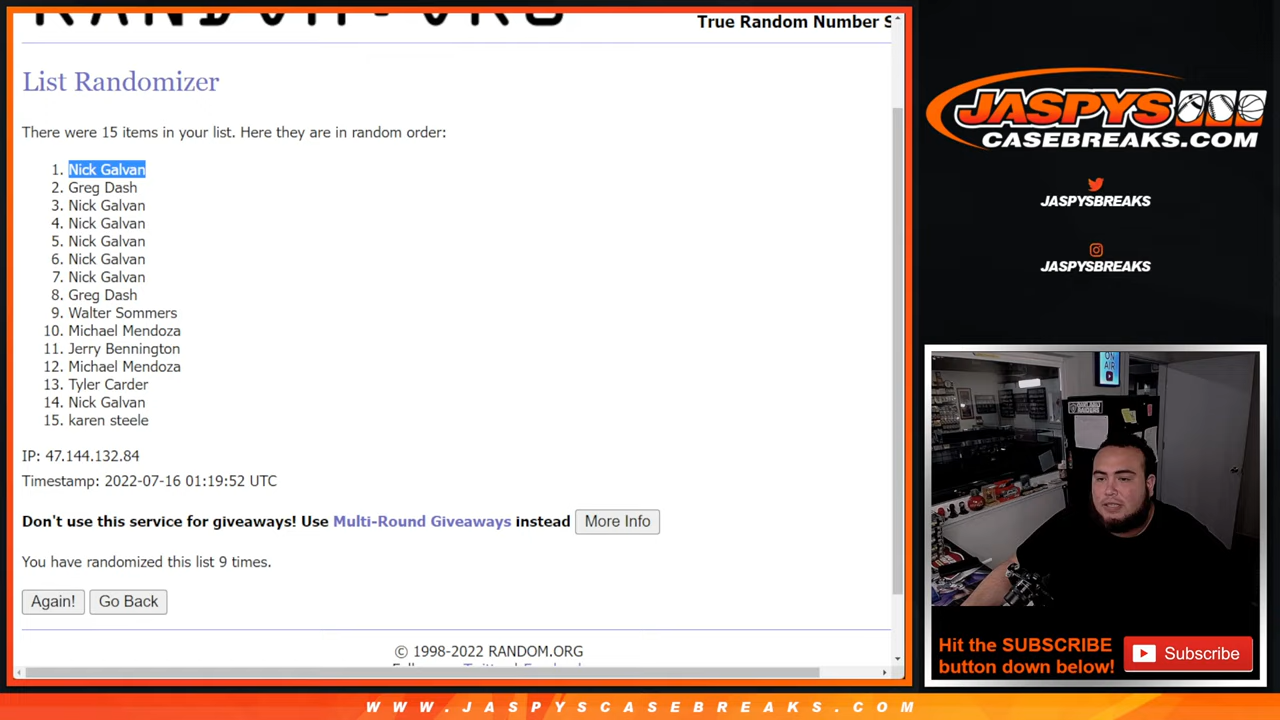 RANDOM.ORG
True Random Number S
List Randomizer
There were 15 items in your list. Here they are in random order:
1. Nick Galvan
2. Greg Dash
3. Nick Galvan
4. Nick Galvan
5. Nick Galvan
6. Nick Galvan
7. Nick Galvan
8. Greg Dash
9. Walter Sommers
10. Michael Mendoza
11. Jerry Bennington
12. Michael Mendoza
13. Tyler Carder
14. Nick Galvan
15. karen steele
IP: 47.144.132.84
Timestamp: 2022-07-16 01:19:52 UTC
Don't use this service for giveaways! Use Multi-Round Giveaways instead More Info
You have randomized this list 9 times.
Again! Go Back
© 1998-2022 RANDOM.ORG
JASPYS
CASEBREAKS.COM
JASPYSBREAKS
JASPYSBREAKS
ON
AIR
Hit the SUBSCRIBE
button down below!
Subscribe
WWW.JASPYSCASEBREAKS.COM